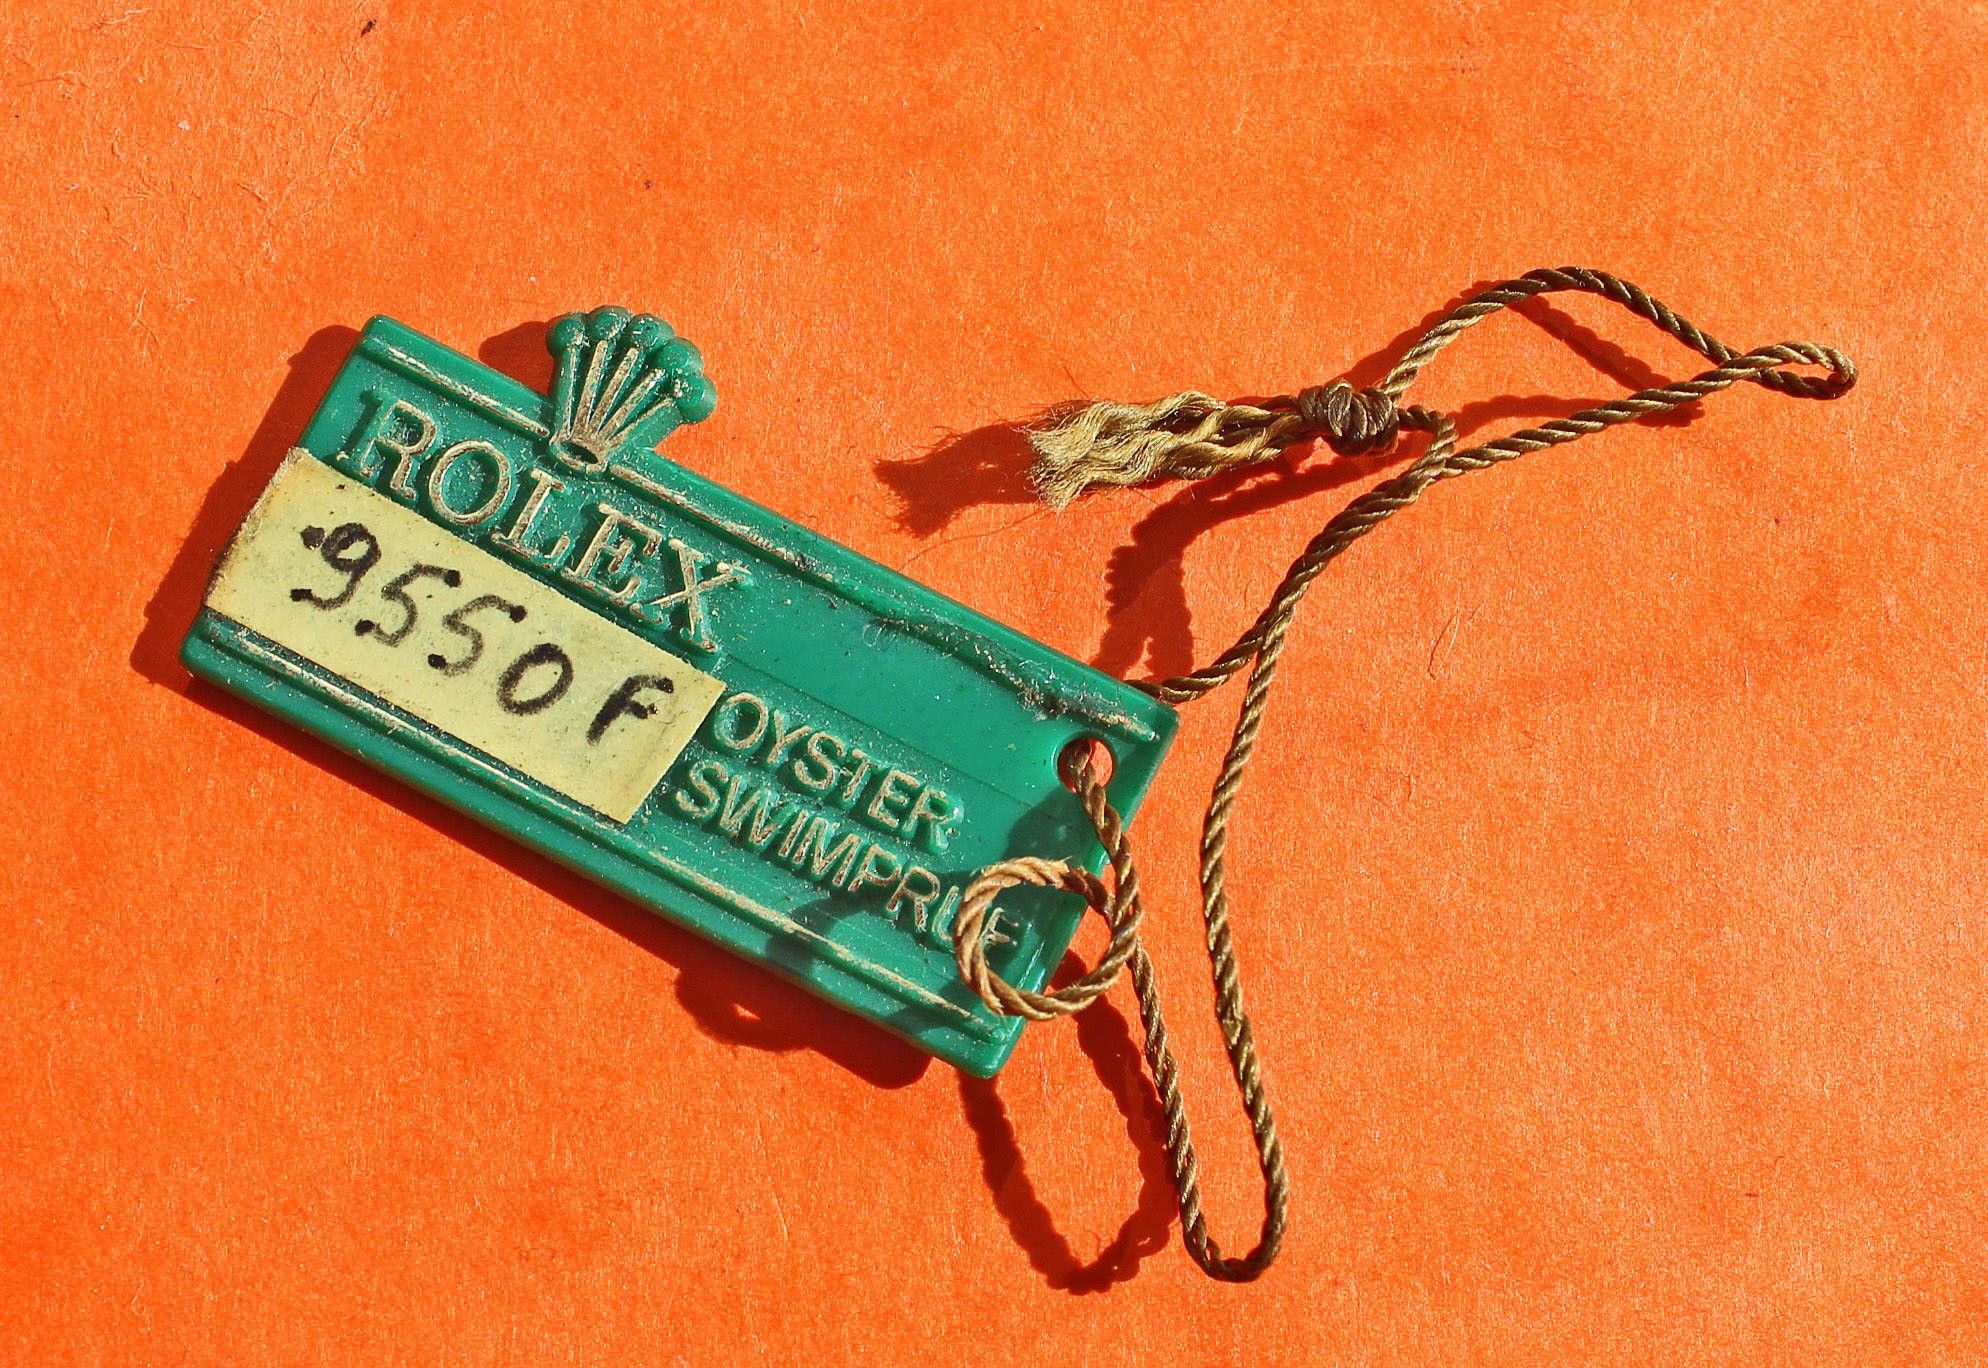 ROLEX
9550 F
OYSTER
SWIMPRUF